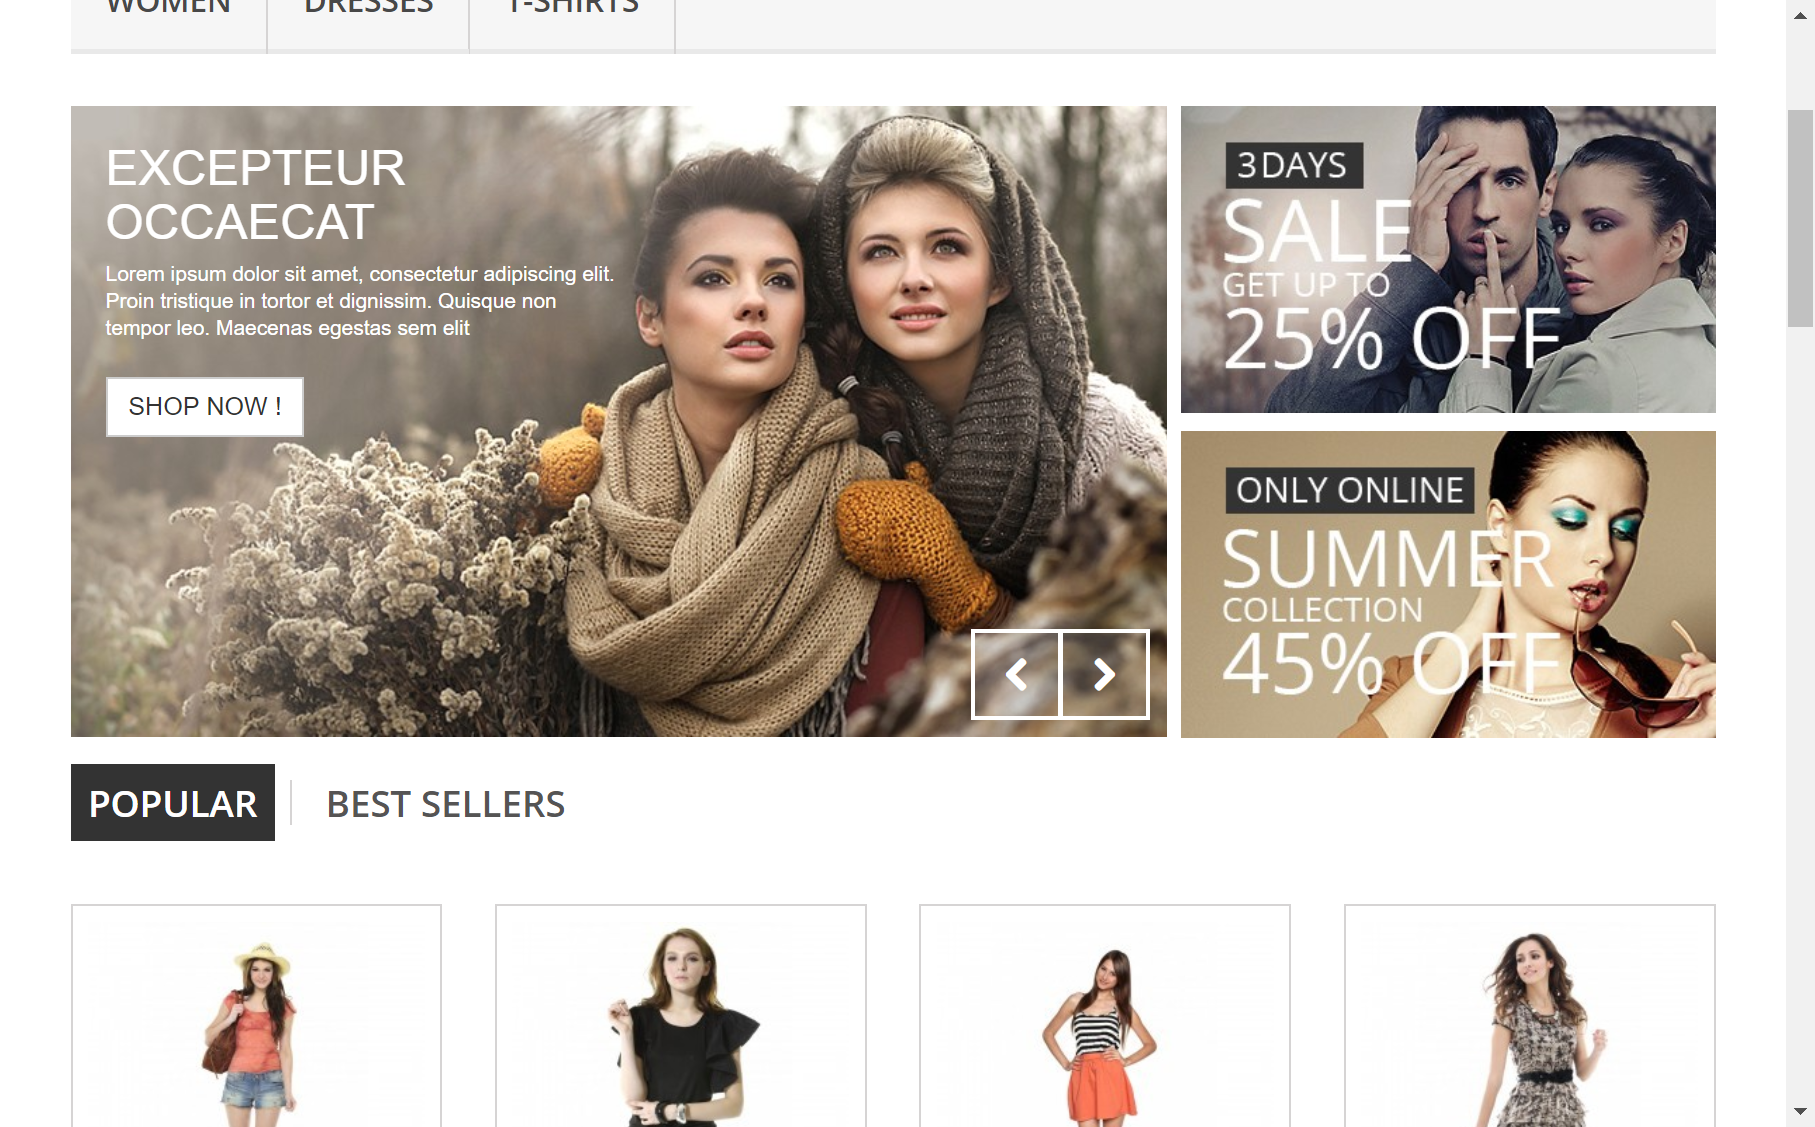 WOMEN
DRESSES
T-SHIRTS
EXCEPTEUR
OCCAECAT
Lorem ipsum dolor sit amet, consectetur adipiscing elit.
Proin tristique in tortor et dignissim. Quisque non
tempor leo. Maecenas egestas sem elit
SHOP NOW !
3 DAYS
SALE
GET UP TO
25% OFF
ONLY ONLINE
SUMMER
COLLECTION
45% OFF
POPULAR
BEST SELLERS